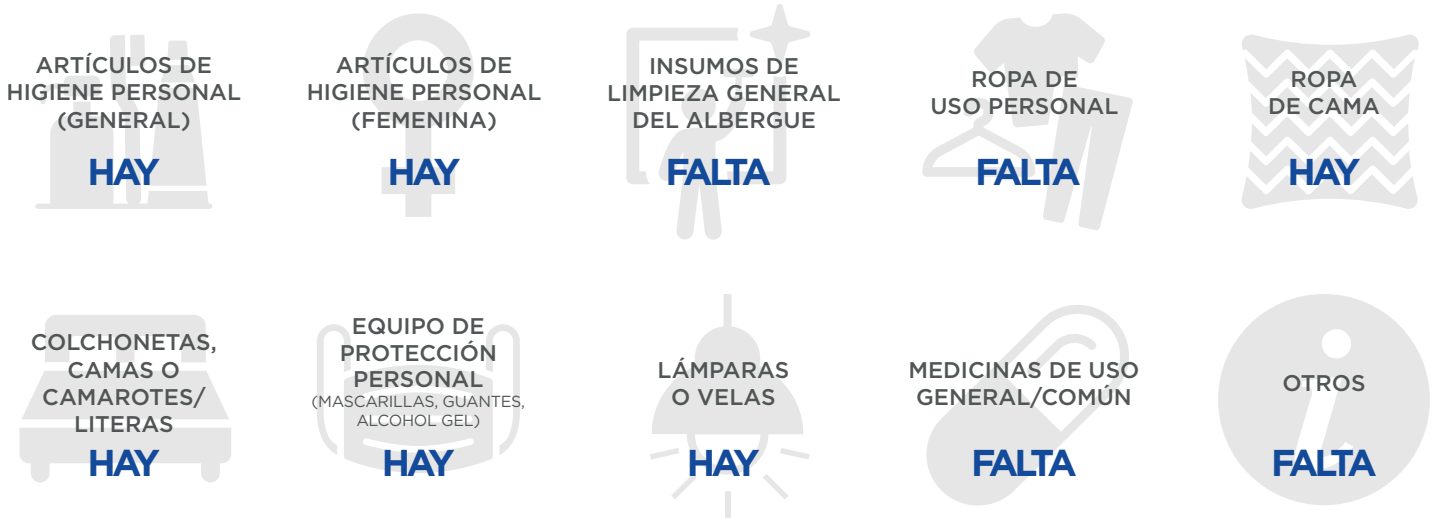 ARTÍCULOS DE
HIGIENE PERSONAL
(GENERAL)
HAY
ARTÍCULOS DE
HIGIENE PERSONAL
(FEMENINA)
HAY
INSUMOS DE
LIMPIEZA GENERAL
DEL ALBERGUE
FALTA
ROPA DE
USO PERSONAL
FALTA
ROPA
DE CAMA
HAY
COLCHONETAS,
CAMAS O
CAMAROTES/
LITERAS
HAY
EQUIPO DE
PROTECCIÓN
PERSONAL
(MASCARILLAS, GUANTES,
ALCOHOL GEL)
HAY
LÁMPARAS
O VELAS
HAY
MEDICINAS DE USO
GENERAL/COMÚN
FALTA
OTROS
FALTA